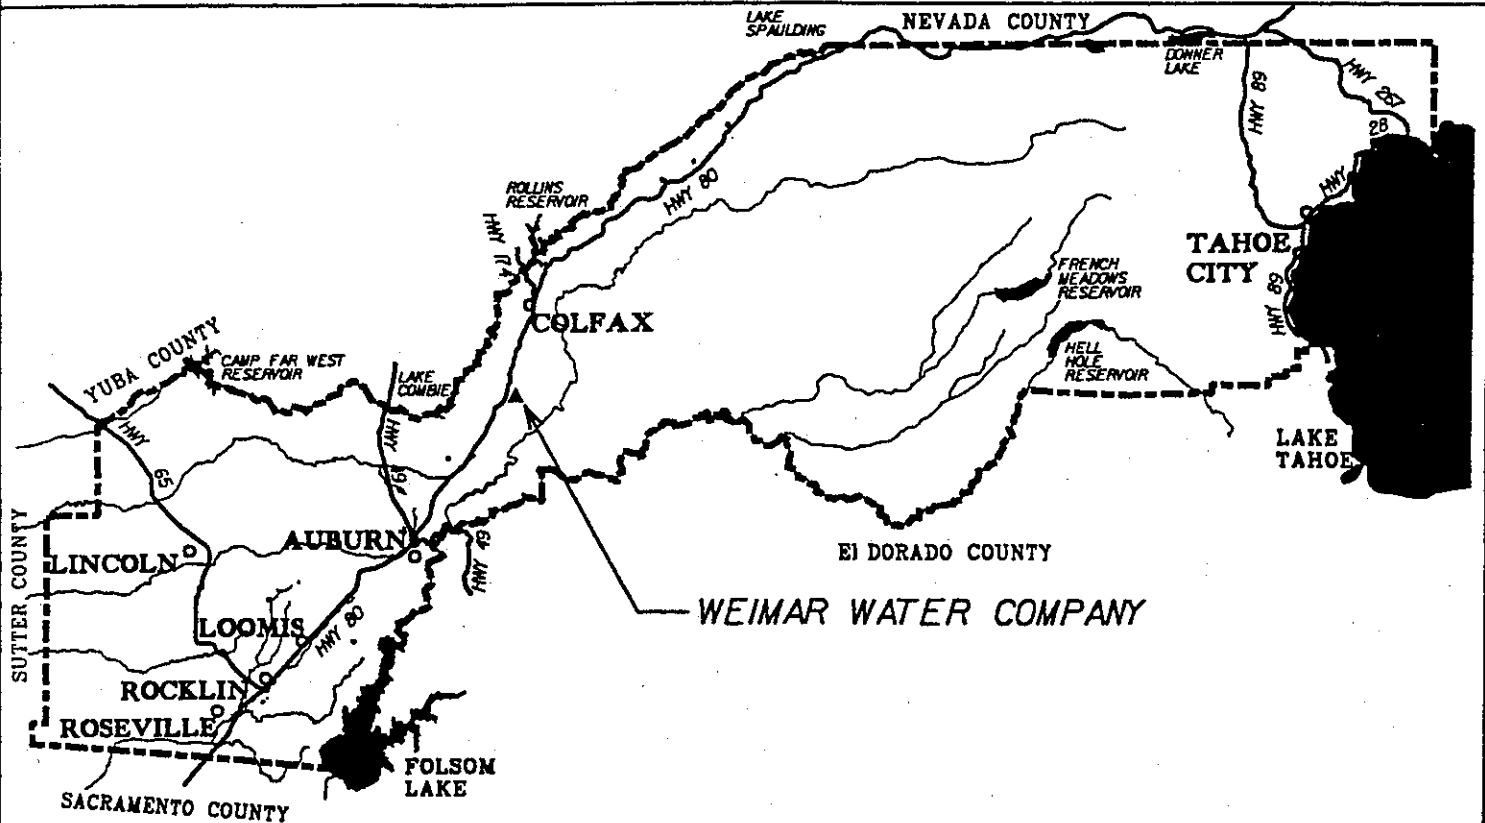 LAKE
SPAULDING
NEVADA COUNTY
DONNER
LAKE
HWY 89
HWY 267
28
HWY
ROLLINS
RESERVOIR
HWY 174
HWY 80
TAHOE
CITY
HWY 89
FRENCH
MEADOWS
RESERVOIR
COLFAX
HELL
HOLE
RESERVOIR
YUBA COUNTY
CAMP FAR WEST
RESERVOIR
LAKE
COMBIE
HWY
65
HWY 49
LAKE
TAHOE
SUTTER COUNTY
AUBURN
LINCOLN
HWY 49
El DORADO COUNTY
WEIMAR WATER COMPANY
LOOMIS
HWY 80
ROCKLIN
ROSEVILLE
FOLSOM
LAKE
SACRAMENTO COUNTY